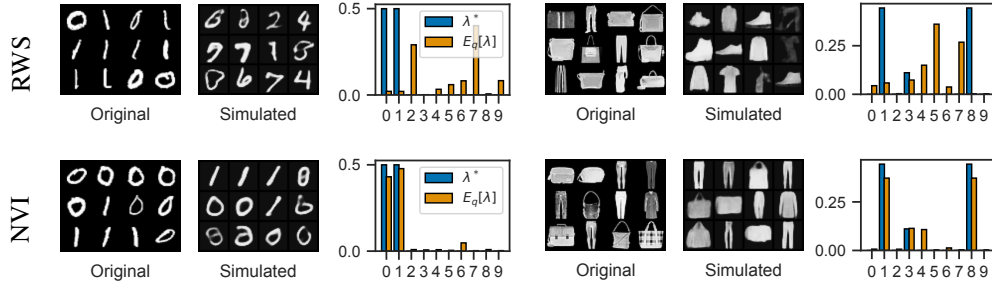 RWS
Original
Simulated
0.5
0.0
λ*
E_q[λ]
0 1 2 3 4 5 6 7 8 9
Original
Simulated
0.25
0.00
0 1 2 3 4 5 6 7 8 9
NVI
Original
Simulated
0.5
0.0
λ*
E_q[λ]
0 1 2 3 4 5 6 7 8 9
Original
Simulated
0.25
0.00
0 1 2 3 4 5 6 7 8 9